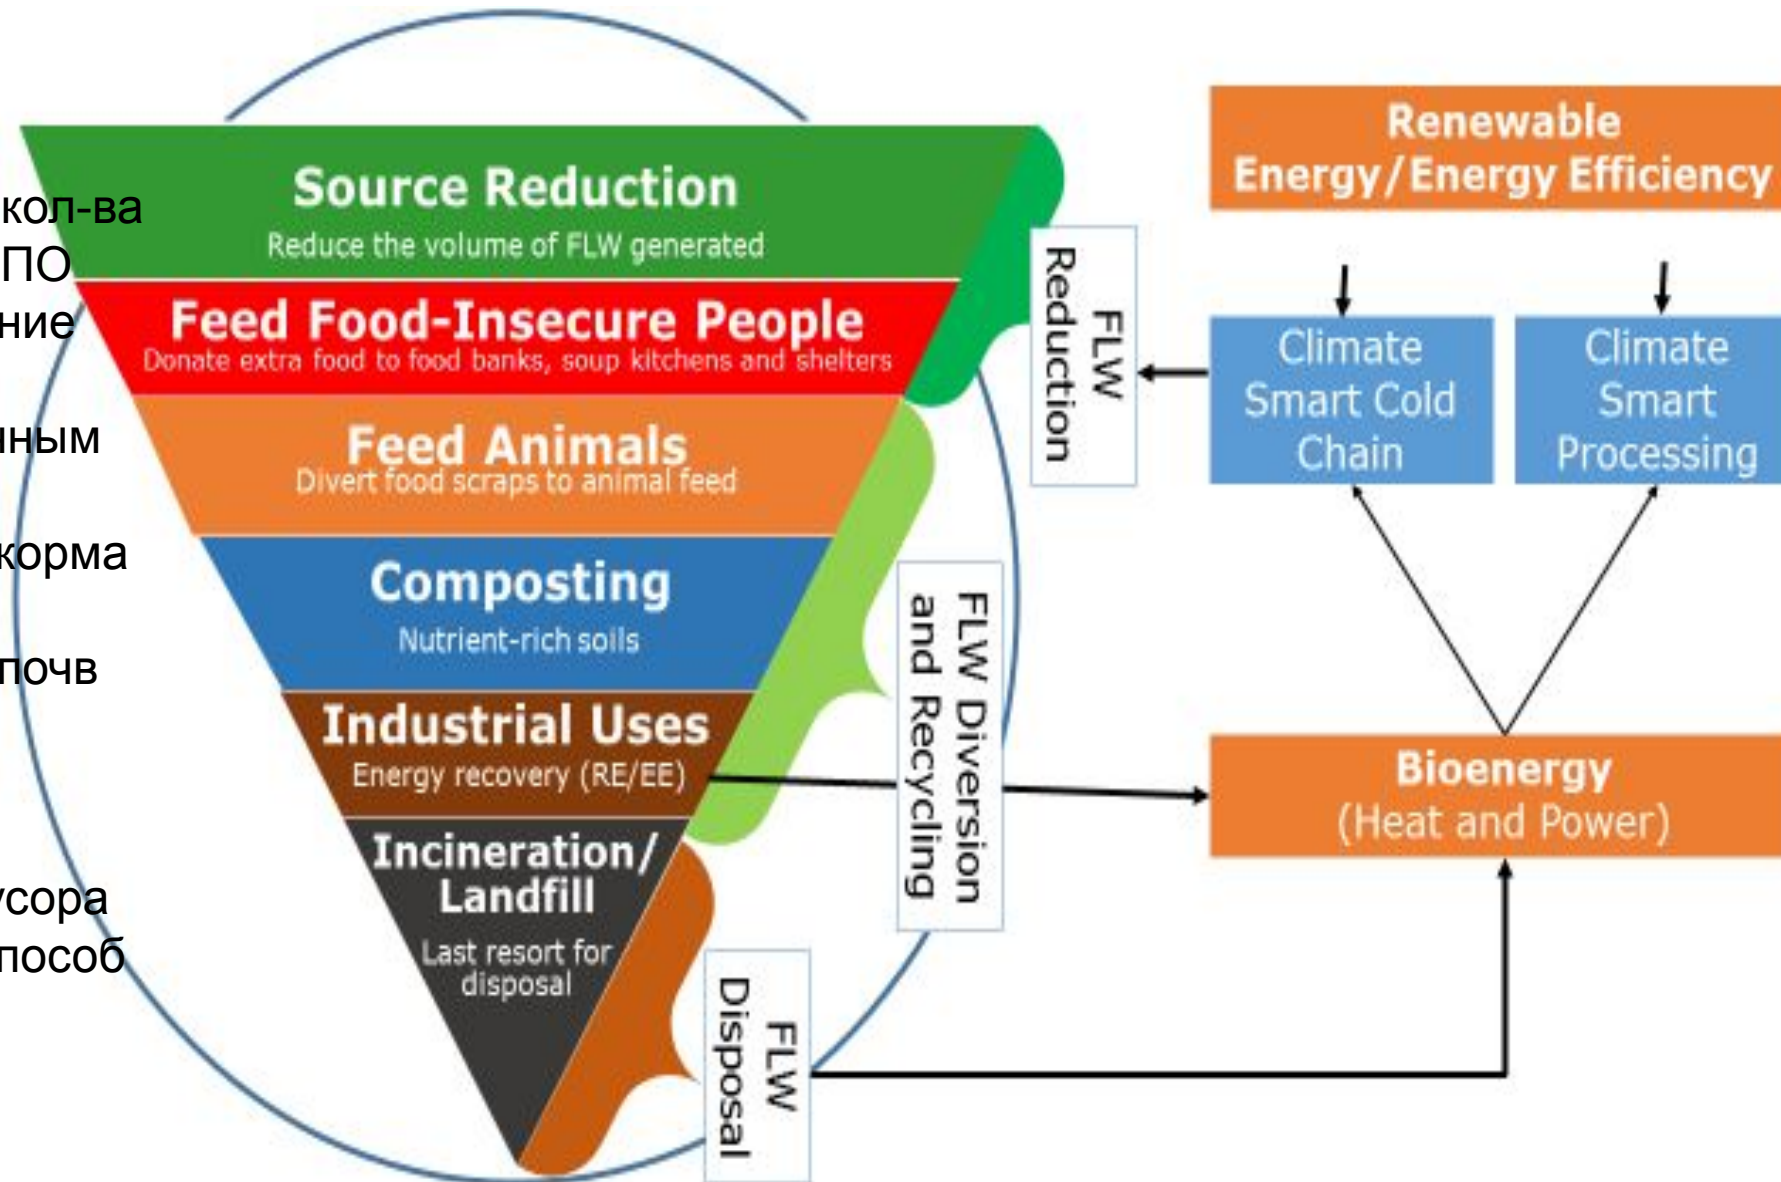 кол-ва
ПО
ние
нным
корма
почв
усора
пособ
Source Reduction
Reduce the volume of FLW generated
Feed Food-Insecure People
Donate extra food to food banks, soup kitchens and shelters
Feed Animals
Divert food scraps to animal feed
Composting
Nutrient-rich soils
Industrial Uses
Energy recovery (RE/EE)
Incineration/
Landfill
Last resort for
disposal
FLW
Reduction
FLW Diversion
and Recycling
FLW
Disposal
Renewable
Energy/Energy Efficiency
Climate
Smart Cold
Chain
Climate
Smart
Processing
Bioenergy
(Heat and Power)